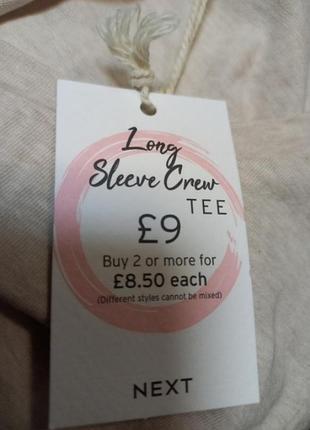 Long
Sleeve Crew
TEE
£9
Buy 2 or more for
£8.50 each
(Different styles cannot be mixed)
NEXT